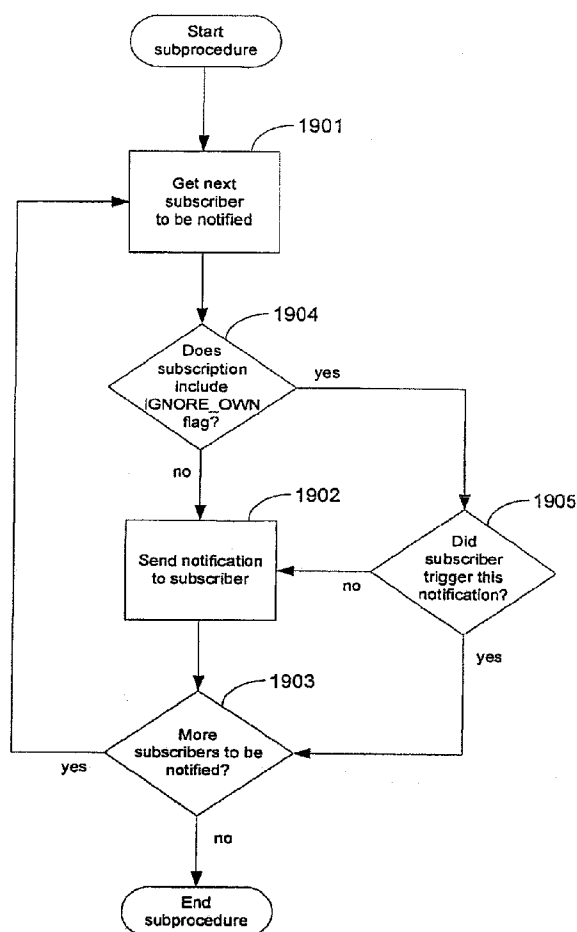 Start
subprocedure
1901
Get next
subscriber
to be notified
1904
Does
subscription
include
IGNORE_OWN
flag?
yes
no
1902
1905
Send notification
to subscriber
Did
subscriber
trigger this
notification?
no
yes
1903
More
subscribers to be
notified?
yes
no
End
subprocedure